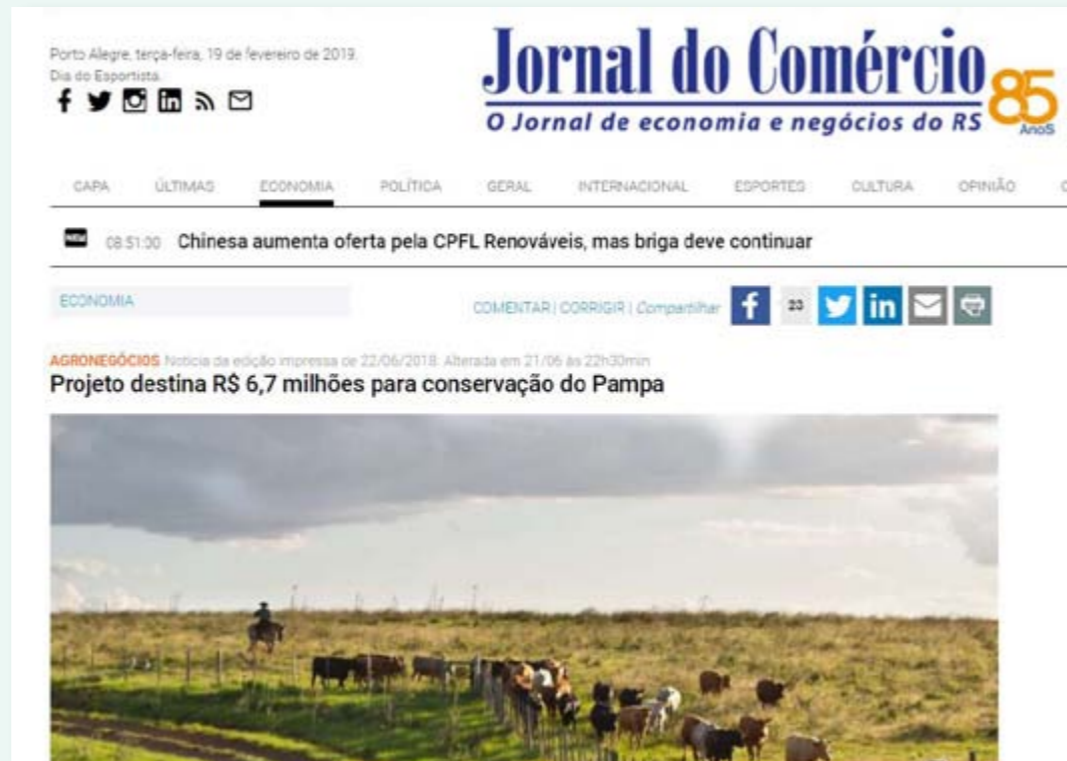 Porto Alegre, terça-feira, 19 de fevereiro de 2019.
Dia do Esportista.
Jornal do Comércio
85
AnoS
O Jornal de economia e negócios do RS
CAPA ÚLTIMAS ECONOMIA POLÍTICA GERAL INTERNACIONAL ESPORTES CULTURA OPINIÃO
NEW 08:51:00 Chinesa aumenta oferta pela CPFL Renováveis, mas briga deve continuar
ECONOMIA
COMENTAR | CORRIGIR | Compartilhar 23
AGRONEGÓCIOS Notícia da edição impressa de 22/06/2018. Alterada em 21/06 às 22h30min
Projeto destina R$ 6,7 milhões para conservação do Pampa